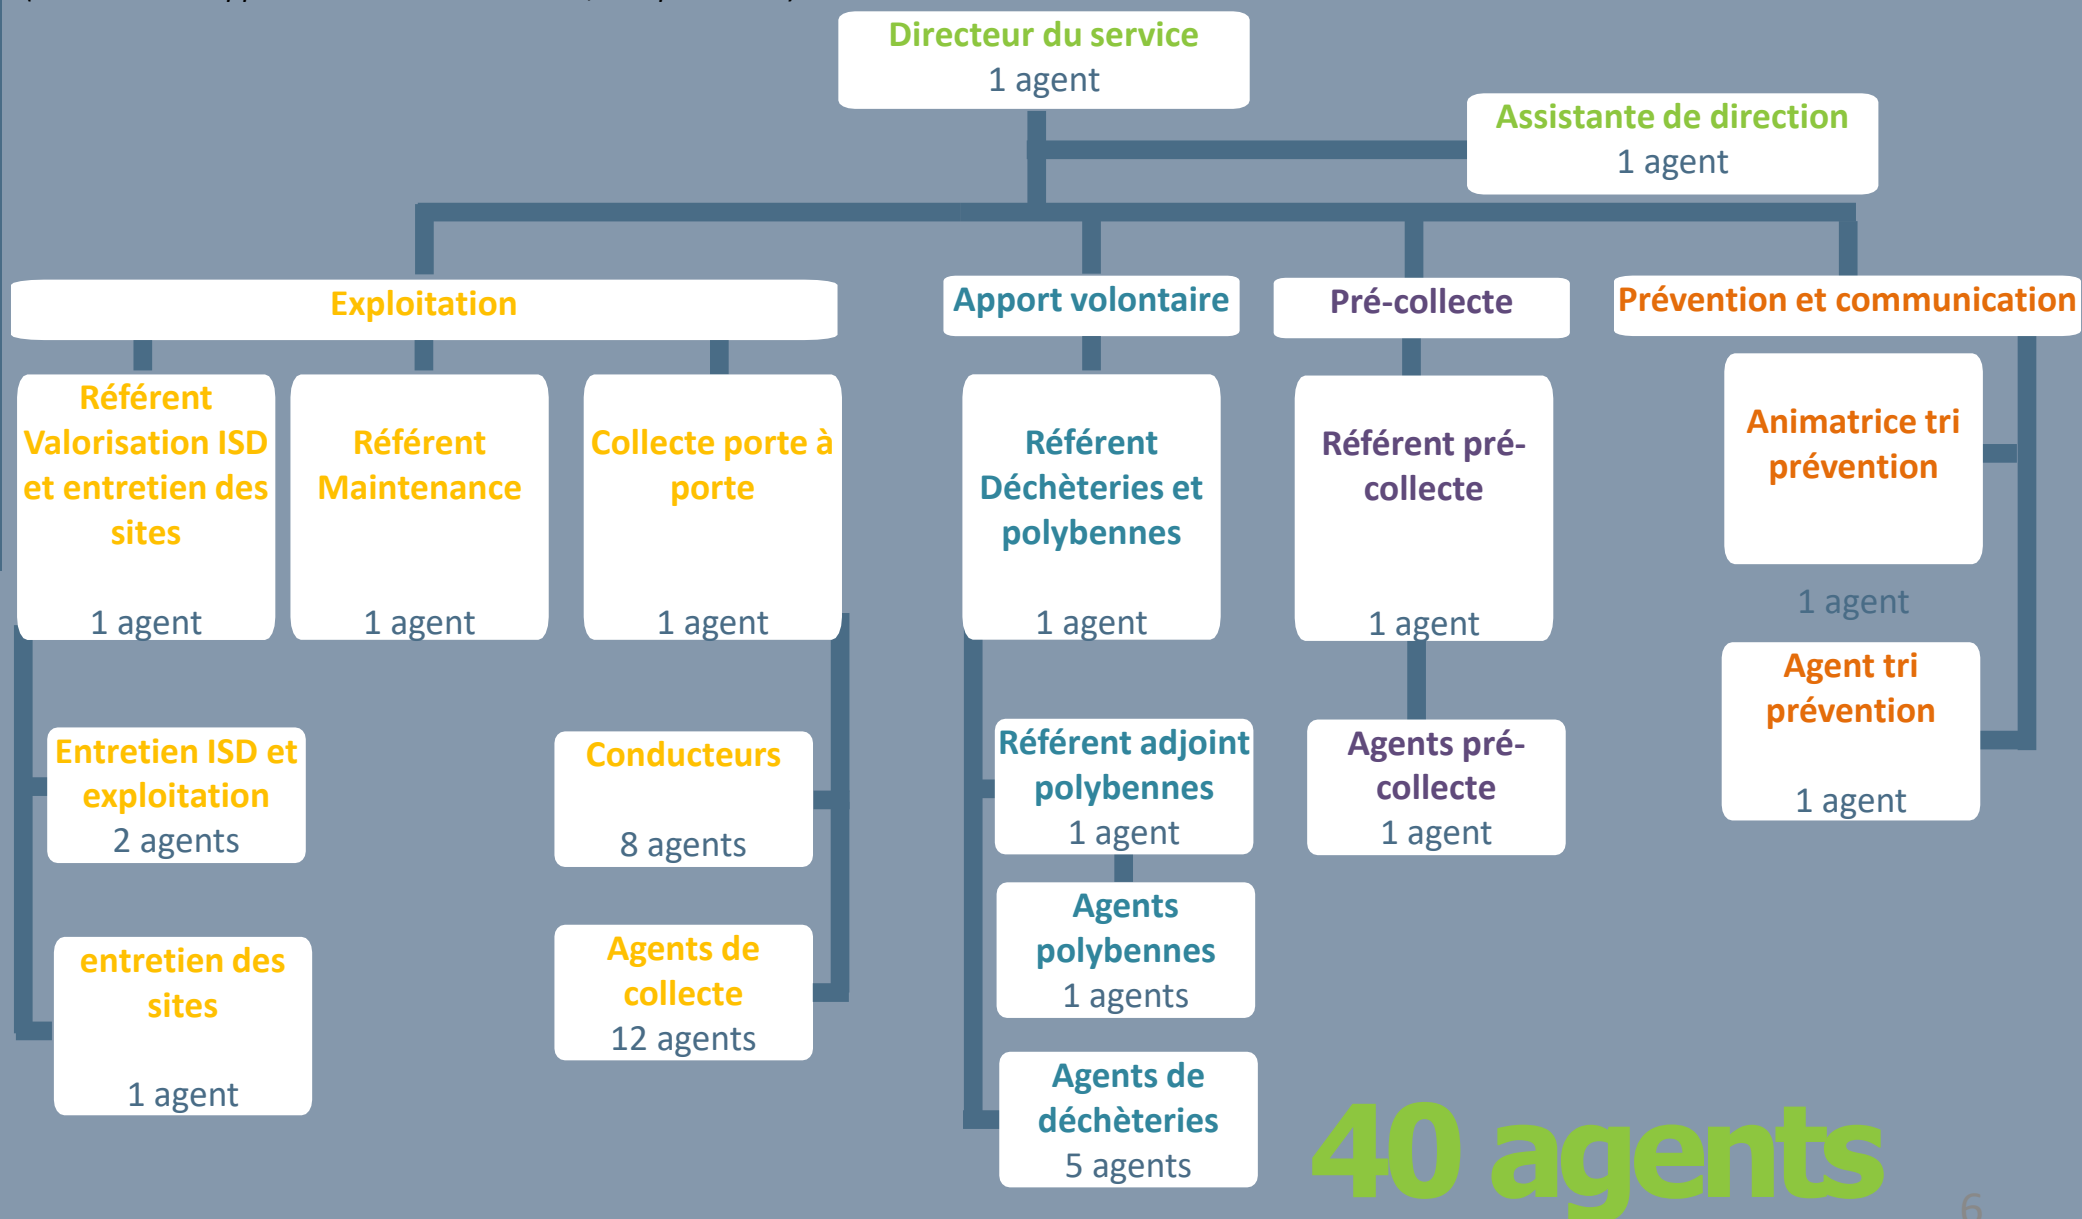 Directeur du service
1 agent
Assistante de direction
1 agent
Exploitation
Apport volontaire
Pré-collecte
Prévention et communication
Référent
Valorisation ISD
et entretien des
sites
1 agent
Référent
Maintenance
1 agent
Collecte porte à
porte
1 agent
Référent
Déchèteries et
polybennes
1 agent
Référent pré-
collecte
1 agent
Animatrice tri
prévention
1 agent
Agent tri
prévention
1 agent
Entretien ISD et
exploitation
2 agents
entretien des
sites
1 agent
Conducteurs
8 agents
Agents de
collecte
12 agents
Référent adjoint
polybennes
1 agent
Agents
polybennes
1 agents
Agents de
déchèteries
5 agents
Agents pré-
collecte
1 agent
40 agents
6